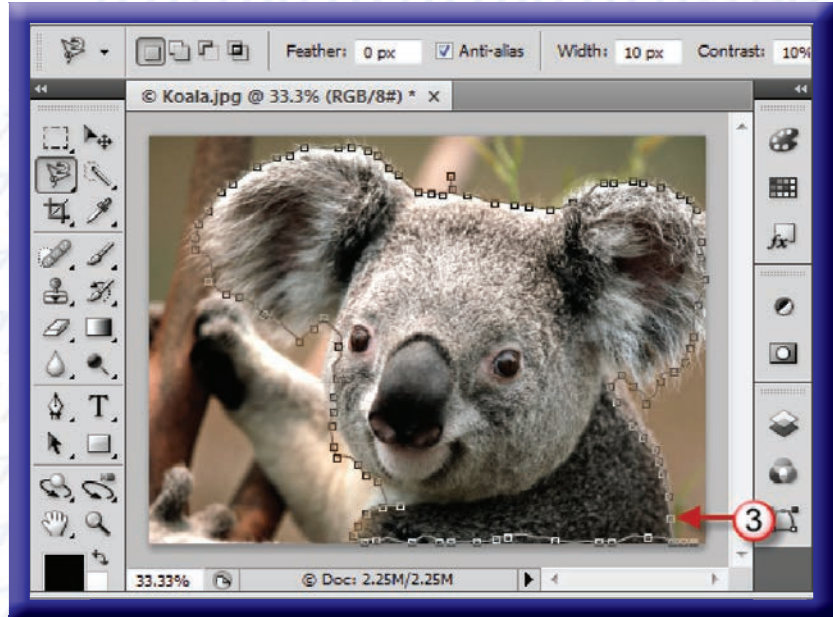 Feather: 0 px Anti-alias Width: 10 px Contrast: 10%
© Koala.jpg @ 33.3% (RGB/8#) * ×
fx
T
3
33.33% © Doc: 2.25M/2.25M